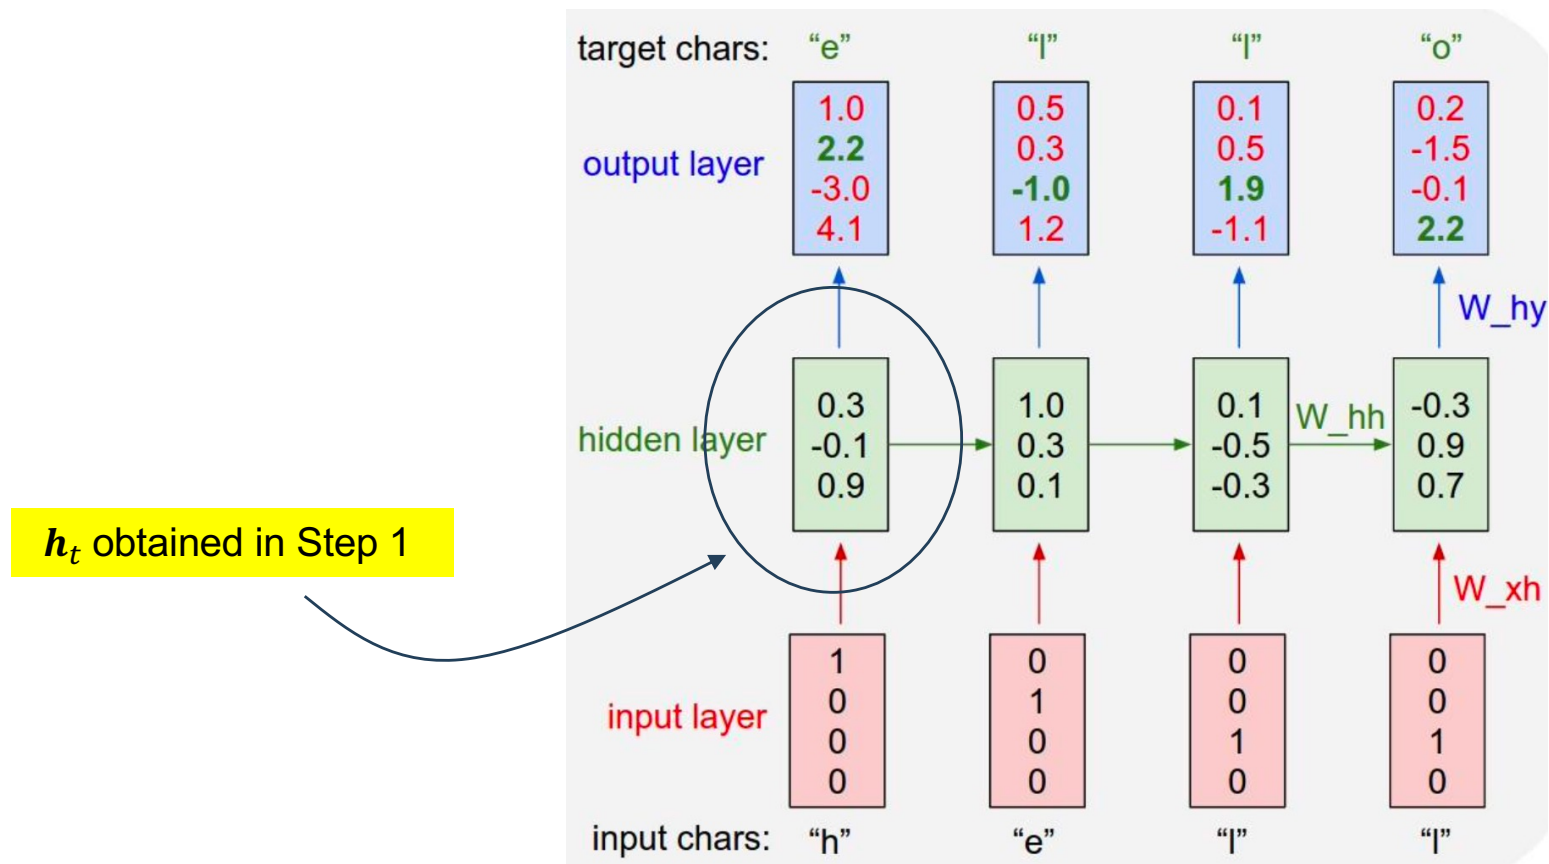 target chars: “e” “l” “l” “o”
1.0 0.5 0.1 0.2
2.2 0.3 0.5 -1.5
output layer
-3.0 -1.0 1.9 -0.1
4.1 1.2 -1.1 2.2
W_hy
0.3 1.0 0.1 -0.3
W_hh
hidden layer -0.1 0.3 -0.5 0.9
0.9 0.1 -0.3 0.7
h_t obtained in Step 1
W_xh
1 0 0 0
0 1 0 0
input layer
0 0 1 1
0 0 0 0
input chars: “h” “e” “l” “l”